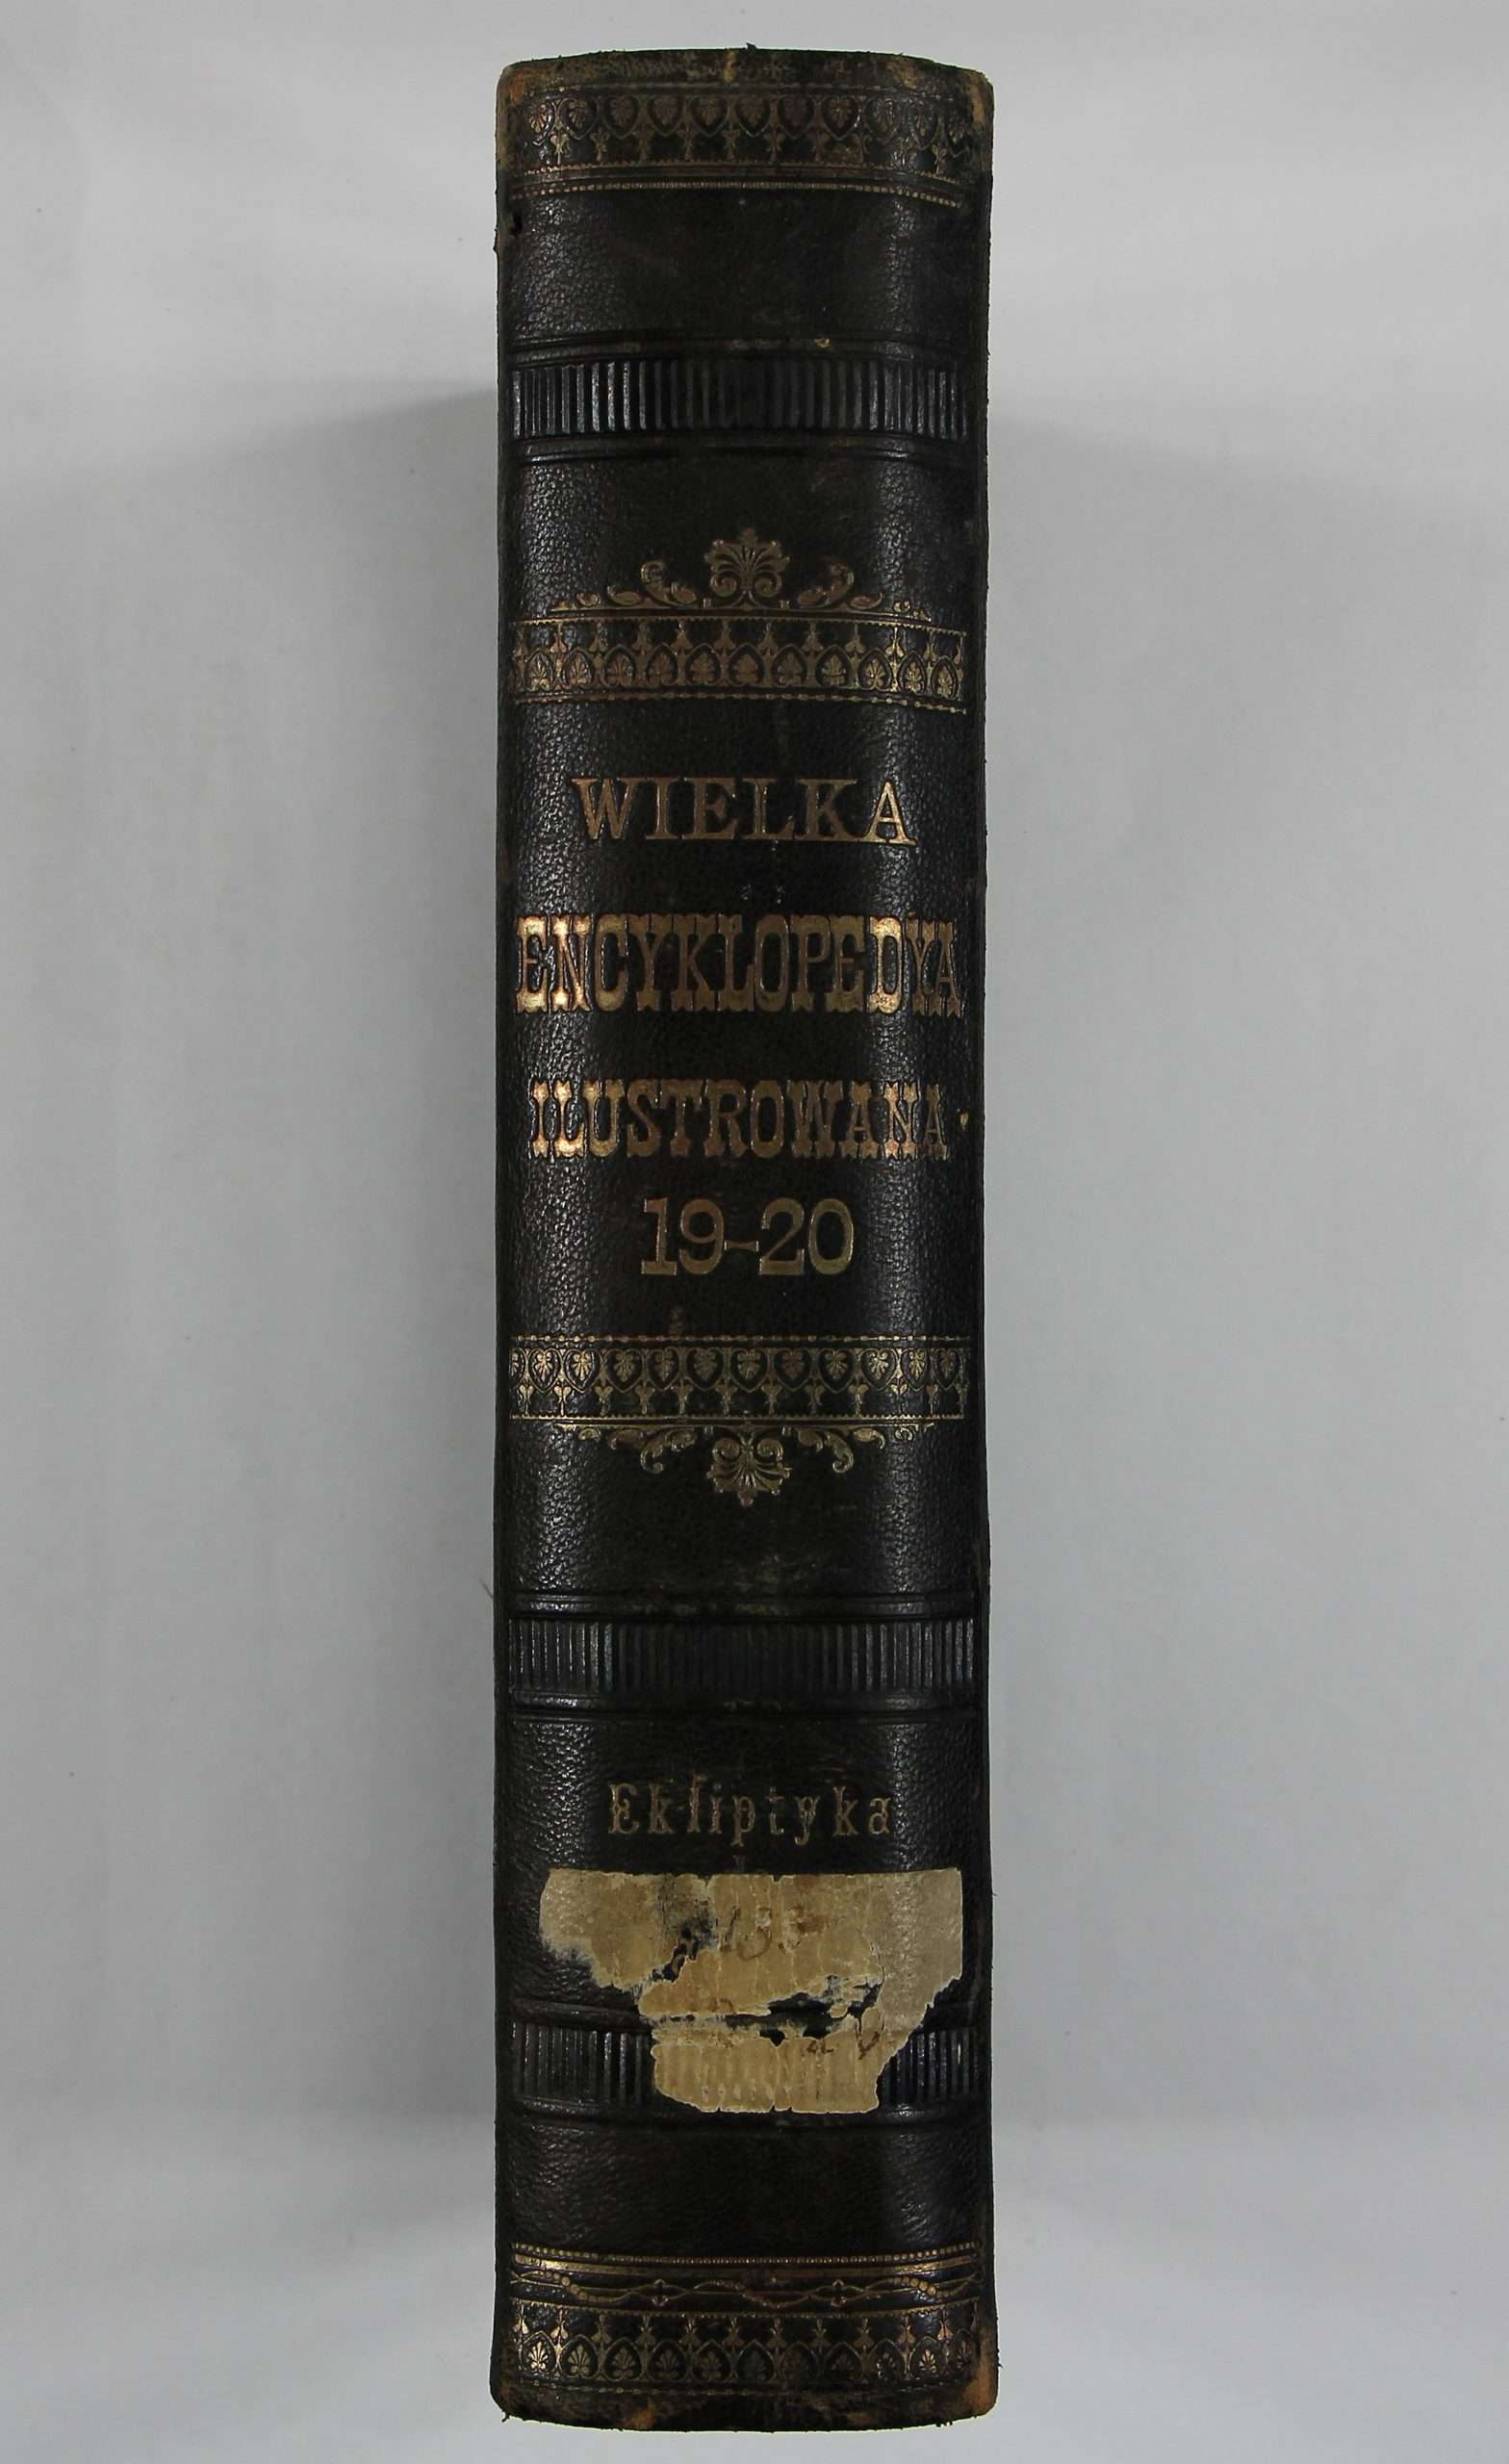 WIELKA
ENCYKLOPEDYA
ILUSTROWANA
19-20
Ekliptyka